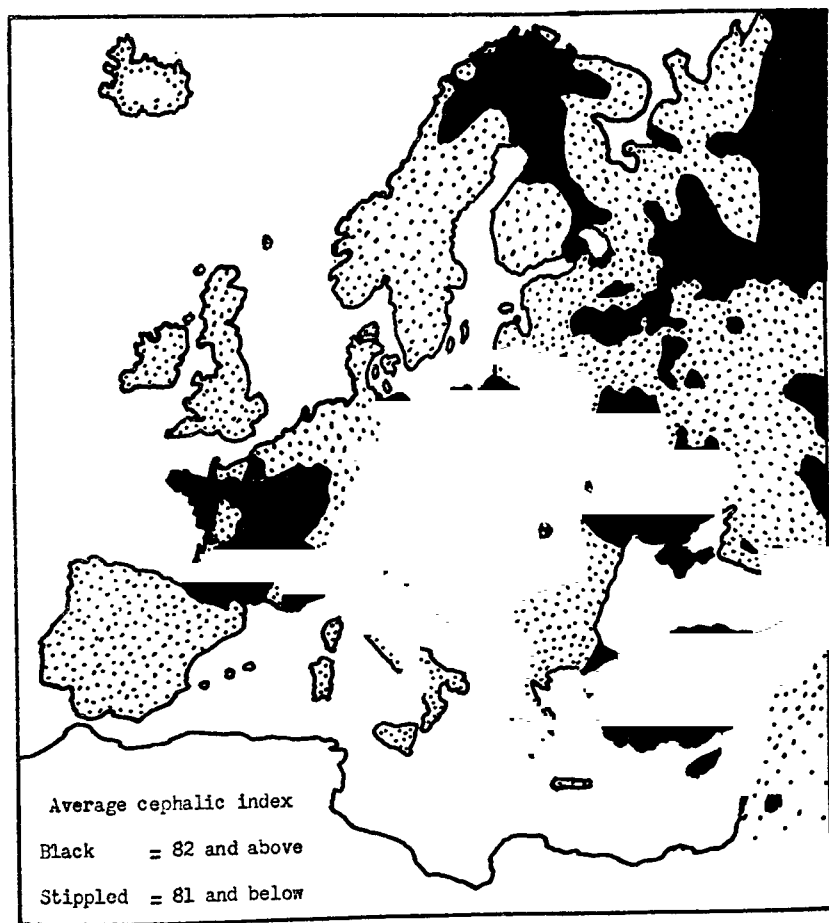 Average cephalic index
Black = 82 and above
Stippled = 81 and below